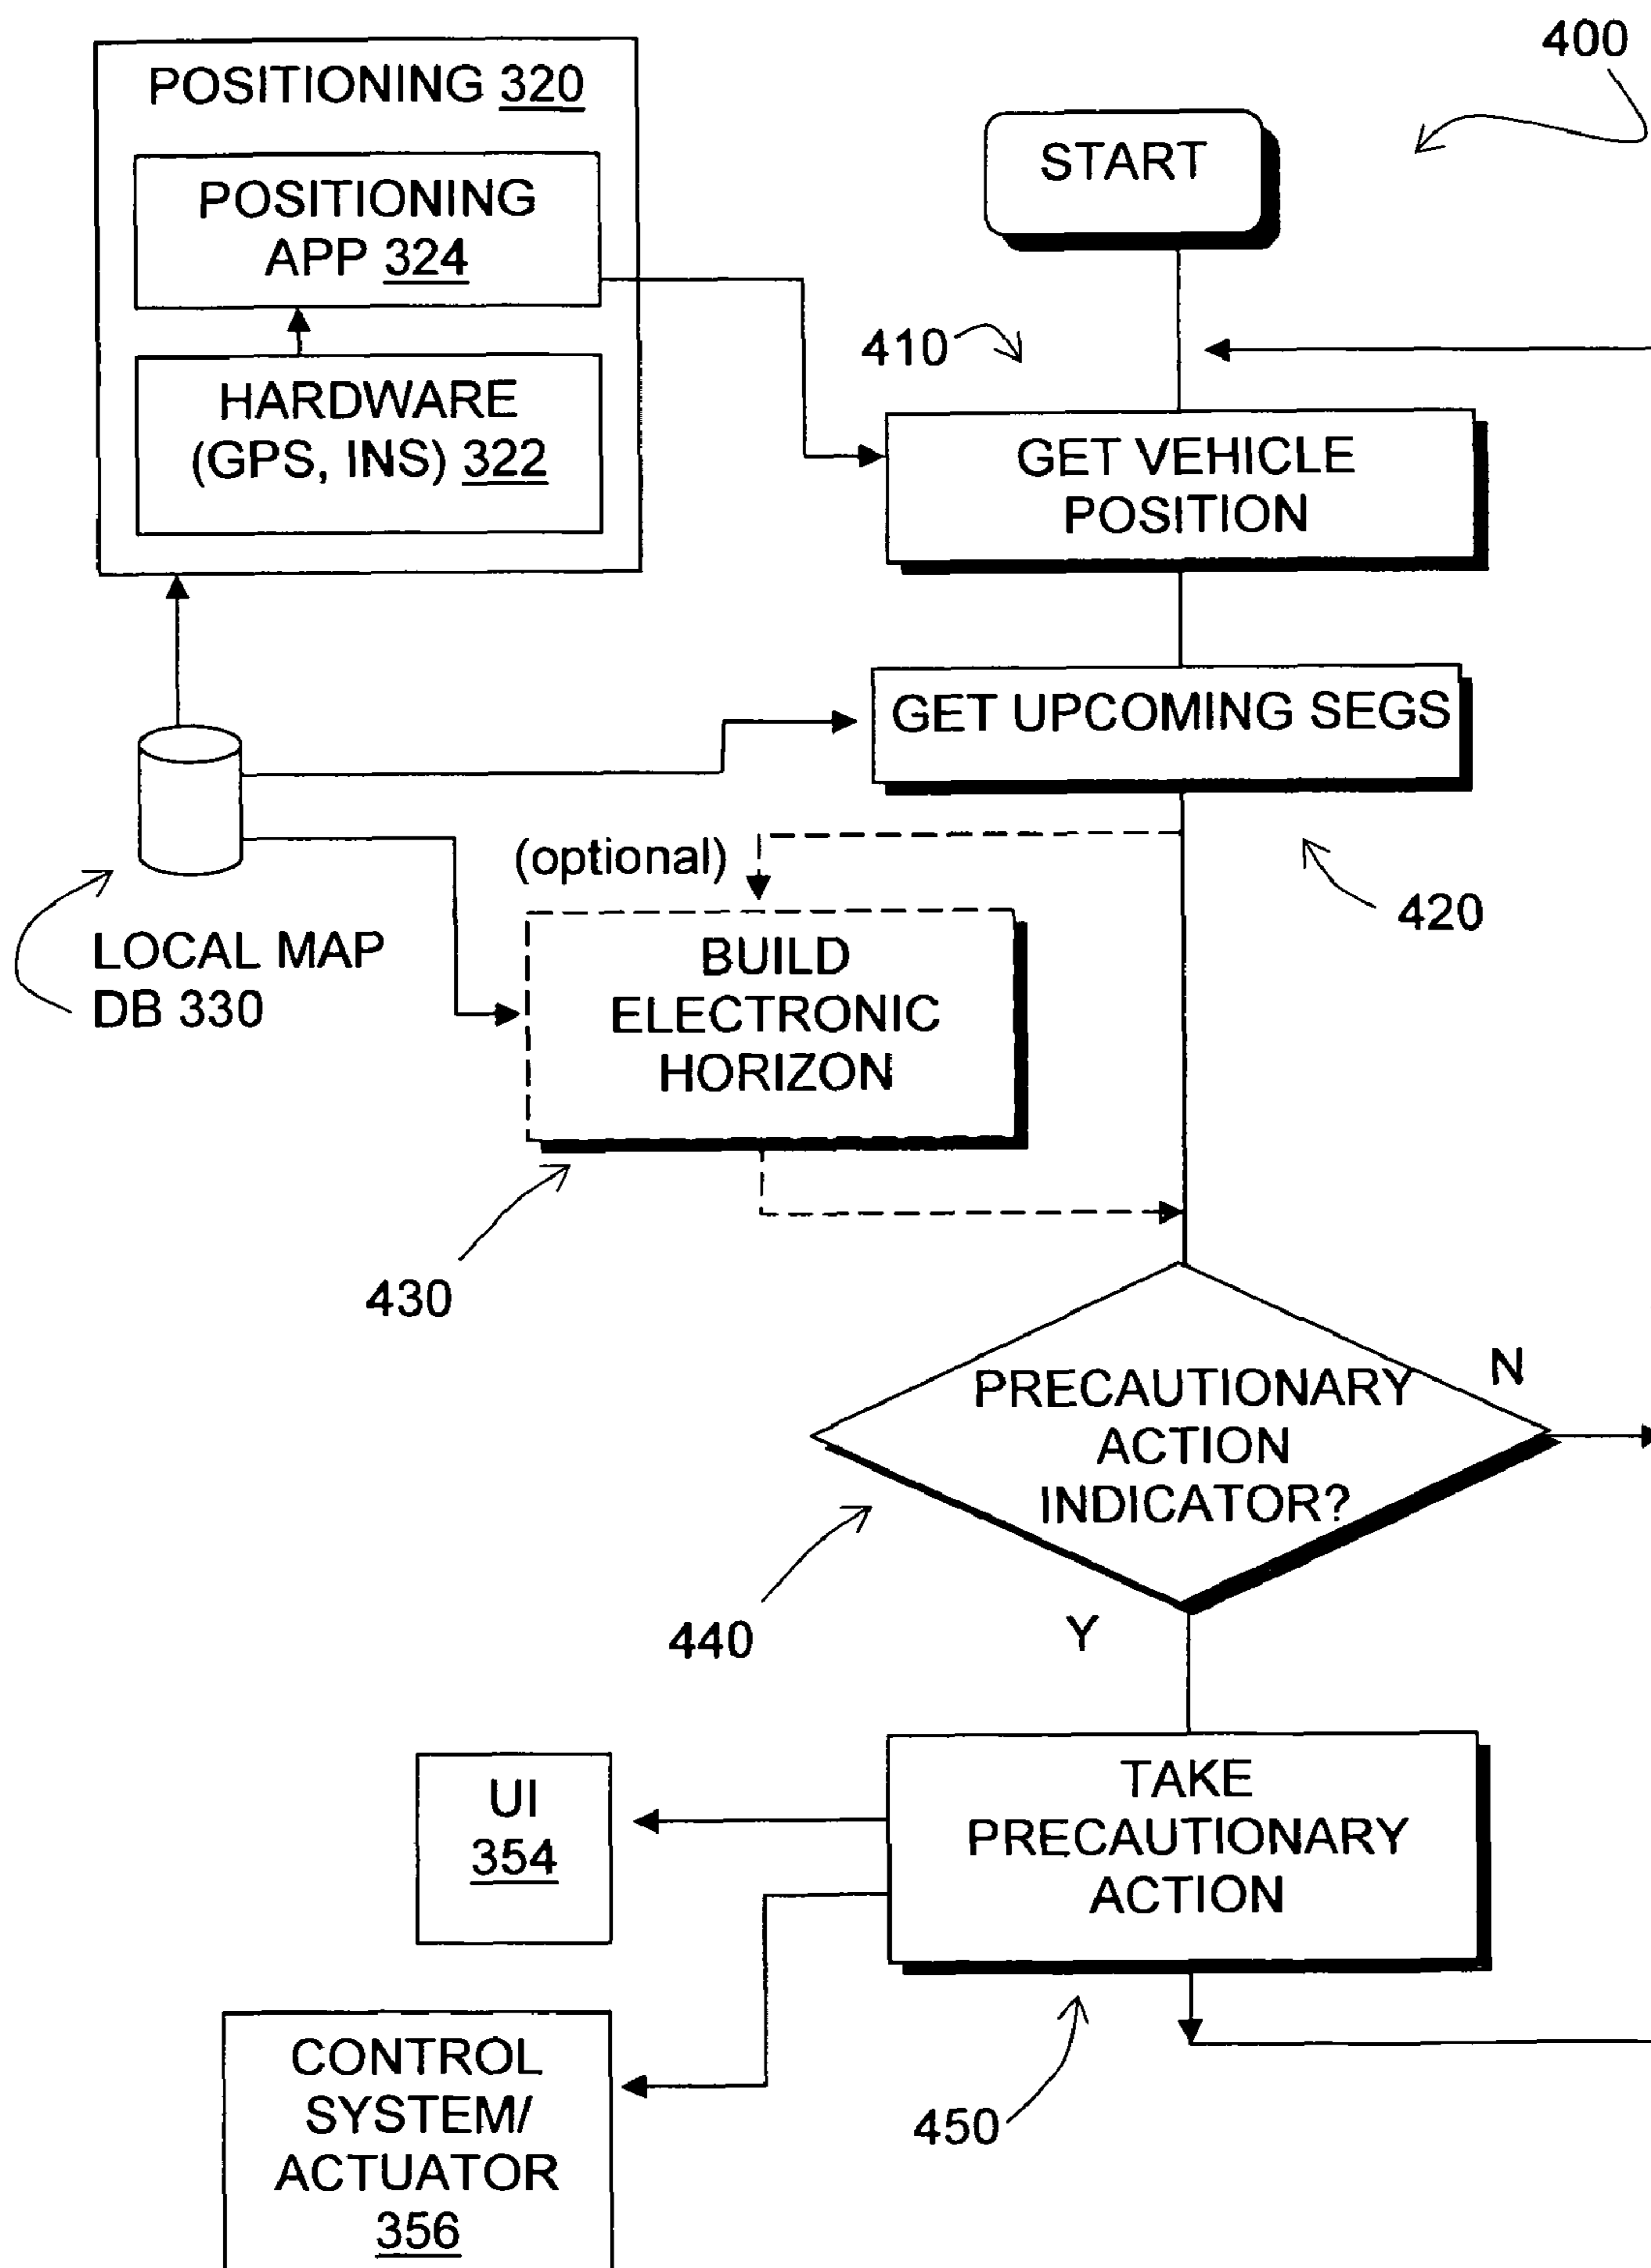 400
POSITIONING 320
START
POSITIONING
APP 324
410
HARDWARE
(GPS, INS) 322
GET VEHICLE
POSITION
GET UPCOMING SEGS
(optional)
420
LOCAL MAP
DB 330
BUILD
ELECTRONIC
HORIZON
430
PRECAUTIONARY
ACTION
INDICATOR?
N
440
Y
UI
354
TAKE
PRECAUTIONARY
ACTION
CONTROL
SYSTEM/
ACTUATOR
356
450